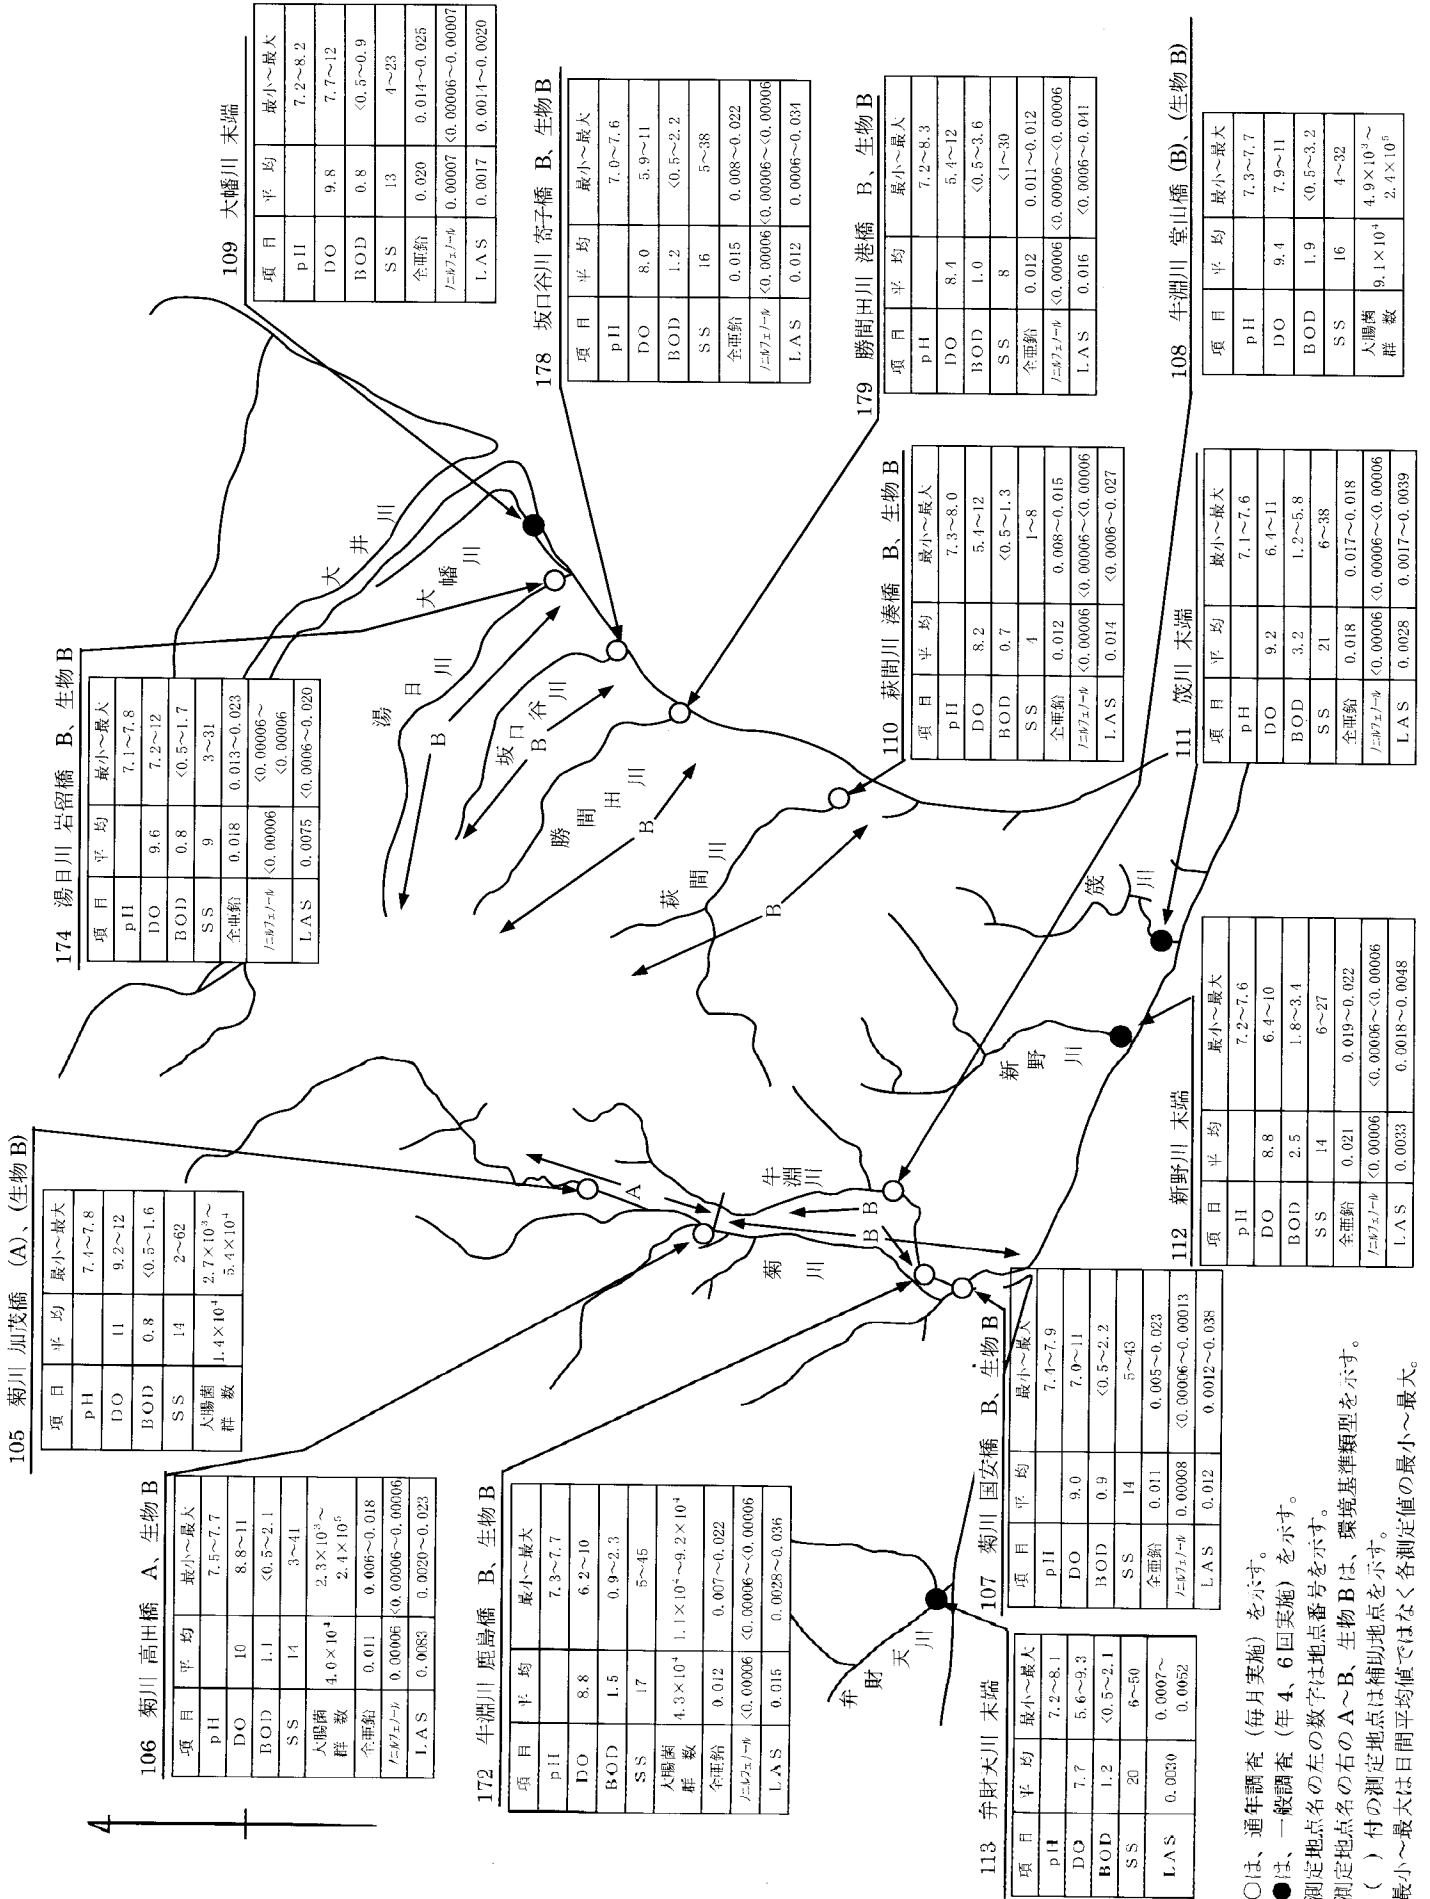 105 菊川 加茂橋 (A)、(生物B)
項 目 平 均 最小～最大
pH 7.4～7.8
DO 11 9.2～12
BOD 0.8 <0.5～1.6
SS 14 2～62
大腸菌群 数 1.4×10⁴ 2.7×10³～5.4×10⁴
174 湯日川 岩留橋 B、生物B
項 目 平 均 最小～最大
pH 7.1～7.8
DO 9.6 7.2～12
BOD 0.8 <0.5～1.7
SS 9 3～31
全亜鉛 0.018 0.013～0.023
ノニルフェノール <0.00006 <0.00006～<0.00006
LAS 0.0075 <0.0006～0.020
109 大幡川 末端
項 目 平 均 最小～最大
pH 7.2～8.2
DO 9.8 7.7～12
BOD 0.8 <0.5～0.9
SS 13 4～23
全亜鉛 0.020 0.014～0.025
ノニルフェノール 0.00007 <0.00006～0.00007
LAS 0.0017 0.0014～0.0020
106 菊川 高田橋 A、生物B
項 目 平 均 最小～最大
pH 7.5～7.7
DO 10 8.8～11
BOD 1.1 <0.5～2.1
SS 14 3～41
大腸菌群 数 4.0×10⁴ 2.3×10³～2.4×10⁵
全亜鉛 0.011 0.006～0.018
ノニルフェノール 0.00006 <0.00006～0.00006
LAS 0.0083 0.0020～0.023
178 坂口谷川 寄子橋 B、生物B
項 目 平 均 最小～最大
pH 7.0～7.6
DO 8.0 5.9～11
BOD 1.2 <0.5～2.2
SS 16 5～38
全亜鉛 0.015 0.008～0.022
ノニルフェノール <0.00006 <0.00006～<0.00006
LAS 0.012 0.0006～0.034
172 牛淵川 鹿島橋 B、生物B
項 目 平 均 最小～最大
pH 7.3～7.7
DO 8.8 6.2～10
BOD 1.5 0.9～2.3
SS 17 5～45
大腸菌群 数 4.3×10⁴ 1.1×10⁴～9.2×10⁴
全亜鉛 0.012 0.007～0.022
ノニルフェノール <0.00006 <0.00006～<0.00006
LAS 0.015 0.0028～0.036
179 勝間田川 港橋 B、生物B
項 目 平 均 最小～最大
pH 7.2～8.3
DO 8.4 5.4～12
BOD 1.0 <0.5～3.6
SS 8 <1～30
全亜鉛 0.012 0.011～0.012
ノニルフェノール <0.00006 <0.00006～<0.00006
LAS 0.016 <0.0006～0.041
110 萩間川 湊橋 B、生物B
項 目 平 均 最小～最大
pH 7.3～8.0
DO 8.2 5.4～12
BOD 0.7 <0.5～1.3
SS 4 1～8
全亜鉛 0.012 0.008～0.015
ノニルフェノール <0.00006 <0.00006～<0.00006
LAS 0.014 <0.0006～0.027
108 牛淵川 堂山橋 (B)、(生物B)
項 目 平 均 最小～最大
pH 7.3～7.7
DO 9.4 7.9～11
BOD 1.9 <0.5～3.2
SS 16 4～32
大腸菌群 数 9.1×10⁴ 4.9×10³～2.4×10⁵
111 筬川 末端
項 目 平 均 最小～最大
pH 7.1～7.6
DO 9.2 6.4～11
BOD 3.2 1.2～5.8
SS 21 6～38
全亜鉛 0.018 0.017～0.018
ノニルフェノール <0.00006 <0.00006～<0.00006
LAS 0.0028 0.0017～0.0039
112 新野川 末端
項 目 平 均 最小～最大
pH 7.2～7.6
DO 8.8 6.4～10
BOD 2.5 1.8～3.4
SS 14 6～27
全亜鉛 0.021 0.019～0.022
ノニルフェノール <0.00006 <0.00006～<0.00006
LAS 0.0033 0.0018～0.0048
107 菊川 国安橋 B、生物B
項 目 平 均 最小～最大
pH 7.4～7.9
DO 9.0 7.0～11
BOD 0.9 <0.5～2.2
SS 14 5～43
全亜鉛 0.011 0.005～0.023
ノニルフェノール 0.00008 <0.00006～0.00013
LAS 0.012 0.0012～0.038
113 弁財天川 末端
項 目 平 均 最小～最大
pH 7.2～8.1
DO 7.7 5.6～9.3
BOD 1.2 <0.5～2.1
SS 20 6～50
LAS 0.0030 0.0007～0.0052
大井川
大幡川
湯日川
B
坂口谷川
B
勝間田川
B
萩間川
B
筬川
新野川
牛淵川
A
B
B
菊川
弁財天川
○は、通年調査（毎月実施）を示す。
●は、一般調査（年4、6回実施）を示す。
測定地点名の左の数字は地点番号を示す。
測定地点名の右のA～B、生物Bは、環境基準類型を示す。
( ) 付の測定地点は補助地点を示す。
最小～最大は日間平均値ではなく各測定値の最小～最大。